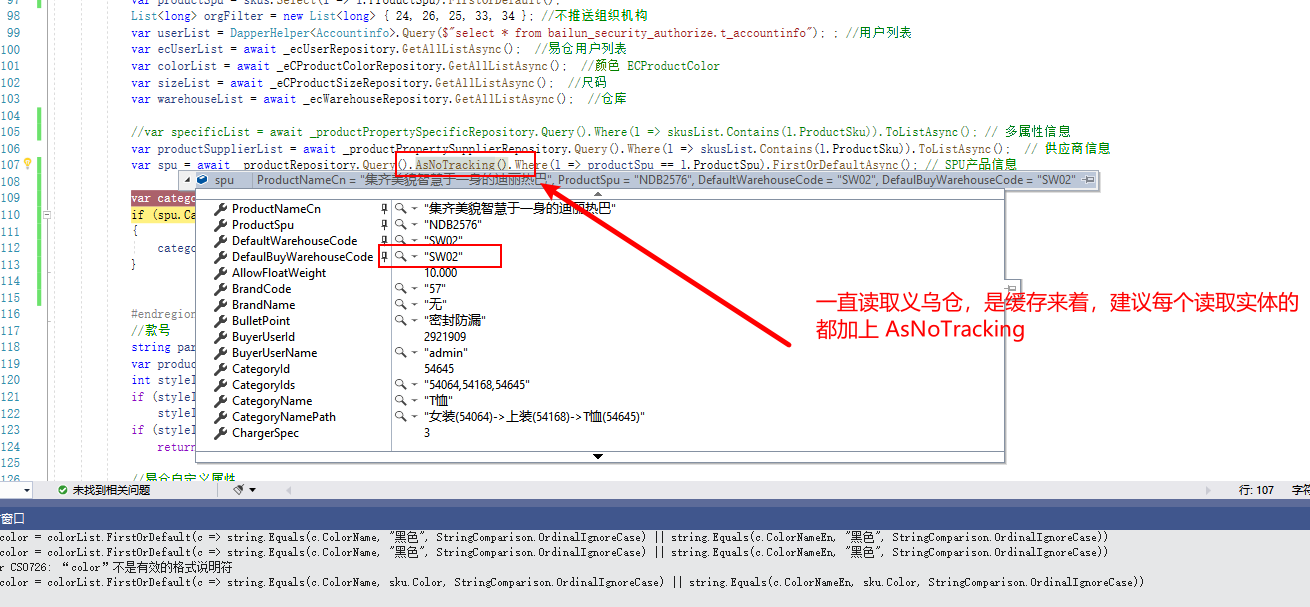 98 List<long> orgFilter = new List<long> { 24, 26, 25, 33, 34 }; //不推送组织机构
99 var userList = DapperHelper<Accountinfo>.Query($"select * from bailun_security_authorize.t_accountinfo"); ; //用户列表
100 var ecUserList = await _ecUserRepository.GetAllListAsync(); //易仓用户列表
101 var colorList = await _eCProductColorRepository.GetAllListAsync(); //颜色 ECProductColor
102 var sizeList = await _eCProductSizeRepository.GetAllListAsync(); //尺码
103 var warehouseList = await _ecWarehouseRepository.GetAllListAsync(); //仓库
104
105 //var specificList = await _productPropertySpecificRepository.Query().Where(l => skusList.Contains(l.ProductSku)).ToListAsync(); // 多属性信息
106 var productSupplierList = await _productPropertySupplierRepository.Query().Where(l => skusList.Contains(l.ProductSku)).ToListAsync(); // 供应商信息
107 var spu = await _productRepository.Query().AsNoTracking().Where(l => productSpu == l.ProductSpu).FirstOrDefaultAsync(); // SPU产品信息
108 spu ProductNameCn = "集齐美貌智慧于一身的迪丽热巴", ProductSpu = "NDB2576", DefaultWarehouseCode = "SW02", DefaulBuyWarehouseCode = "SW02"
109 var catego
ProductNameCn "集齐美貌智慧于一身的迪丽热巴"
110 if (spu.Ca
ProductSpu "NDB2576"
111 {
DefaultWarehouseCode "SW02"
112 catego
DefaulBuyWarehouseCode "SW02"
113 }
AllowFloatWeight 10.000
114
BrandCode "57"
115
BrandName "无"
116 #endregion
BulletPoint "密封防漏"
117 //款号
BuyerUserId 2921909
118 string par
BuyerUserName "admin"
119 var produc
CategoryId 54645
120 int styleI
CategoryIds "54064,54168,54645"
121 if (styleI
CategoryName "T恤"
122 styleI
CategoryNamePath "女装(54064)->上装(54168)->T恤(54645)"
123 if (styleI
ChargerSpec 3
124 return
125
126 //易仓自定义属性
一直读取义乌仓，是缓存来着，建议每个读取实体的
都加上 AsNoTracking
未找到相关问题
行: 107 字符
窗口
color = colorList.FirstOrDefault(c => string.Equals(c.ColorName, "黑色", StringComparison.OrdinalIgnoreCase) || string.Equals(c.ColorNameEn, "黑色", StringComparison.OrdinalIgnoreCase))
color = colorList.FirstOrDefault(c => string.Equals(c.ColorName, "黑色", StringComparison.OrdinalIgnoreCase) || string.Equals(c.ColorNameEn, "黑色", StringComparison.OrdinalIgnoreCase))
r CS0726: “color”不是有效的格式说明符
color = colorList.FirstOrDefault(c => string.Equals(c.ColorName, sku.Color, StringComparison.OrdinalIgnoreCase) || string.Equals(c.ColorNameEn, sku.Color, StringComparison.OrdinalIgnoreCase))